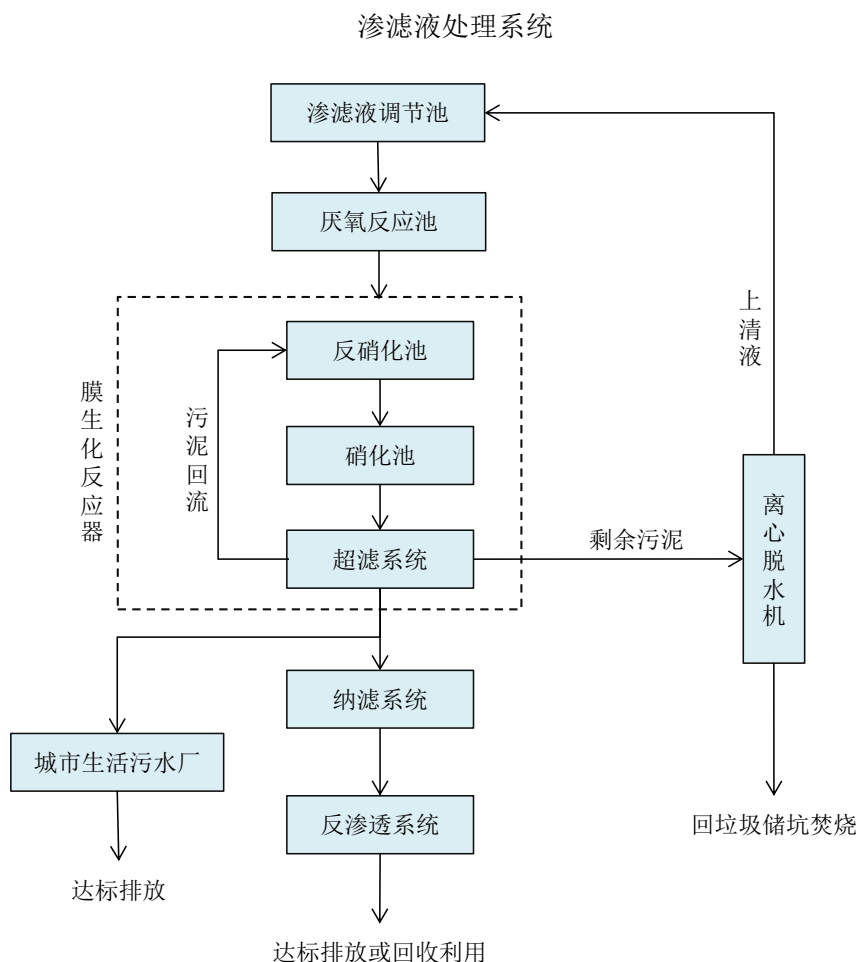 渗滤液处理系统
渗滤液调节池
厌氧反应池
上清液
反硝化池
膜生化反应器
污泥回流
硝化池
离心脱水机
超滤系统
剩余污泥
纳滤系统
城市生活污水厂
反渗透系统
回垃圾储坑焚烧
达标排放
达标排放或回收利用